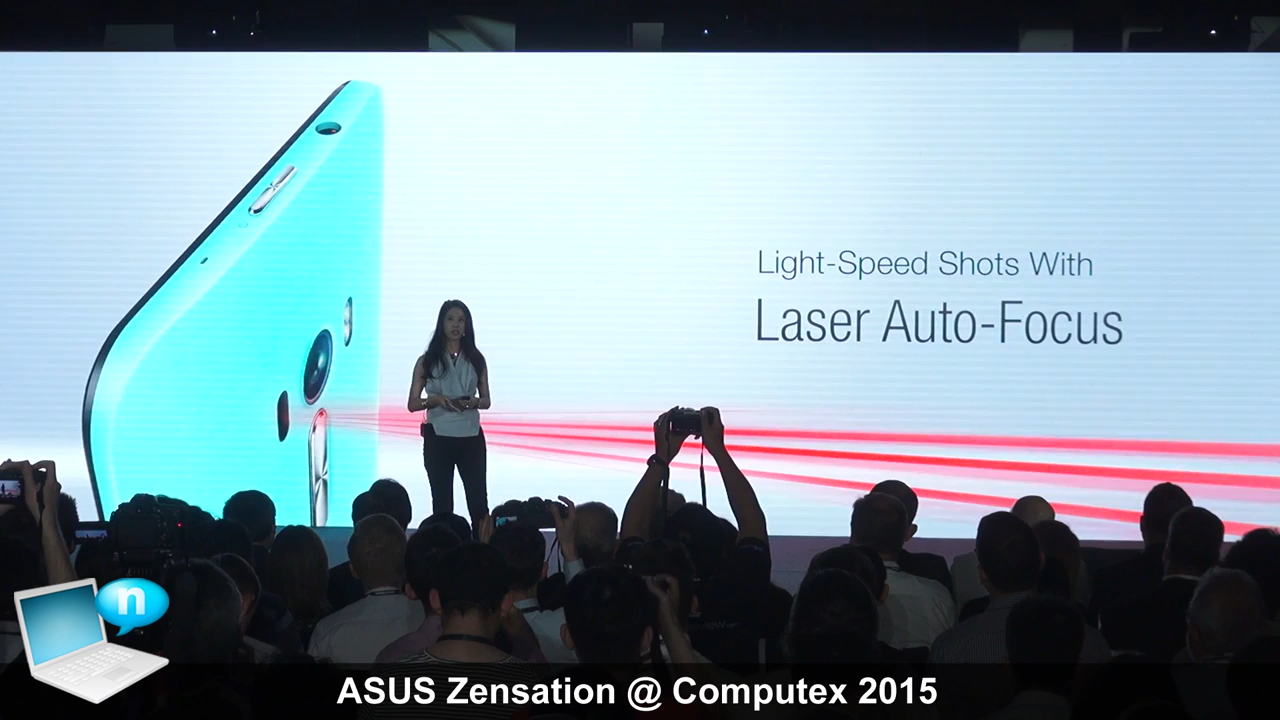 Light-Speed Shots With
Laser Auto-Focus
n
ASUS Zensation @ Computex 2015